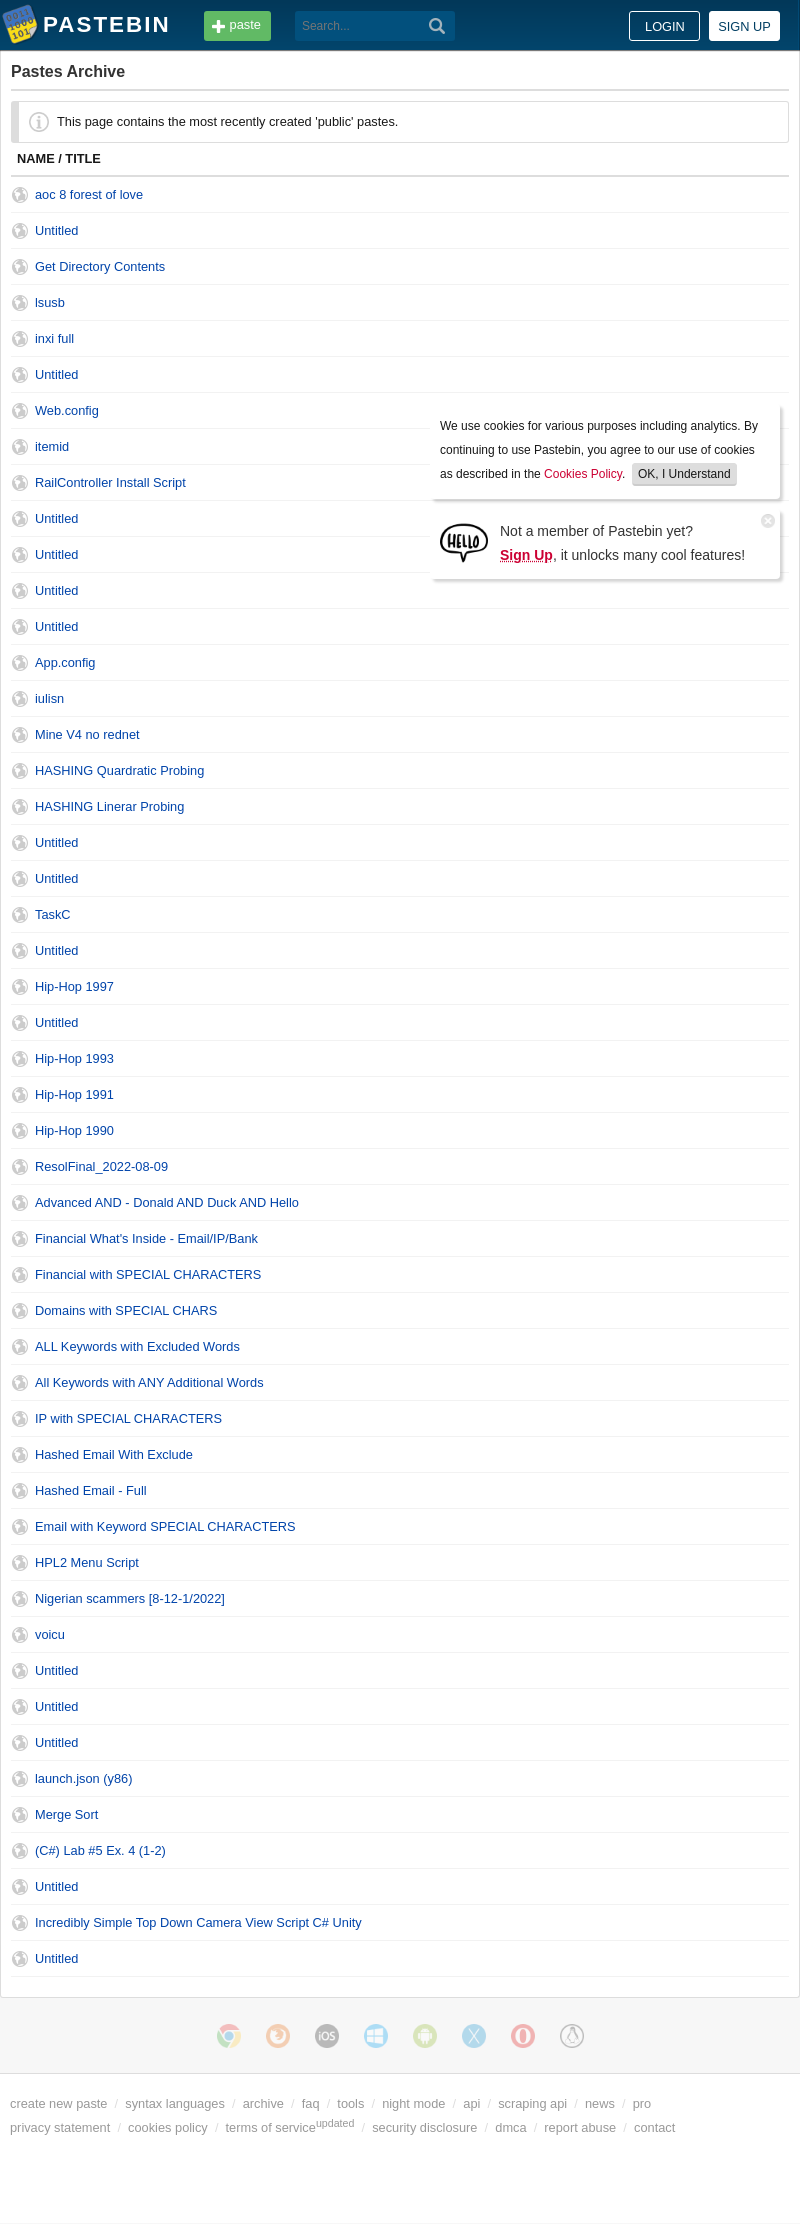 PASTEBIN
paste
Search...
LOGIN
SIGN UP
Pastes Archive
This page contains the most recently created 'public' pastes.
NAME / TITLE
aoc 8 forest of love
Untitled
Get Directory Contents
lsusb
inxi full
Untitled
Web.config
itemid
RailController Install Script
Untitled
Untitled
Untitled
Untitled
App.config
iulisn
Mine V4 no rednet
HASHING Quardratic Probing
HASHING Linerar Probing
Untitled
Untitled
TaskC
Untitled
Hip-Hop 1997
Untitled
Hip-Hop 1993
Hip-Hop 1991
Hip-Hop 1990
ResolFinal_2022-08-09
Advanced AND - Donald AND Duck AND Hello
Financial What's Inside - Email/IP/Bank
Financial with SPECIAL CHARACTERS
Domains with SPECIAL CHARS
ALL Keywords with Excluded Words
All Keywords with ANY Additional Words
IP with SPECIAL CHARACTERS
Hashed Email With Exclude
Hashed Email - Full
Email with Keyword SPECIAL CHARACTERS
HPL2 Menu Script
Nigerian scammers [8-12-1/2022]
voicu
Untitled
Untitled
Untitled
launch.json (y86)
Merge Sort
(C#) Lab #5 Ex. 4 (1-2)
Untitled
Incredibly Simple Top Down Camera View Script C# Unity
Untitled
We use cookies for various purposes including analytics. By
continuing to use Pastebin, you agree to our use of cookies
as described in the Cookies Policy. OK, I Understand
HELLO
Not a member of Pastebin yet?
Sign Up, it unlocks many cool features!
iOS
create new paste / syntax languages / archive / faq / tools / night mode / api / scraping api / news / pro
privacy statement / cookies policy / terms of service updated / security disclosure / dmca / report abuse / contact